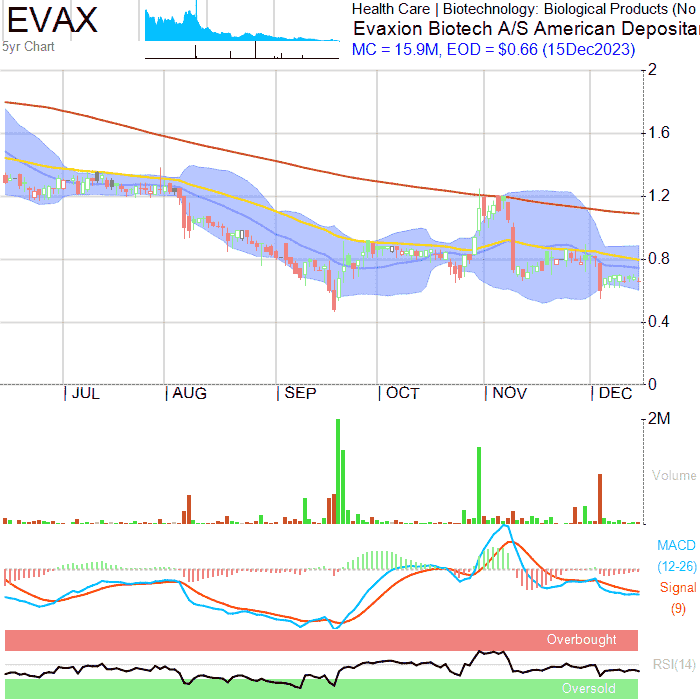 EVAX
5yr Chart
Health Care | Biotechnology: Biological Products (No
Evaxion Biotech A/S American Depositar
MC = 15.9M, EOD = $0.66 (15Dec2023)
2
1.6
1.2
0.8
0.4
0
JUL AUG SEP OCT NOV DEC
2M
Volume
MACD
(12-26)
Signal
(9)
Overbought
RSI(14)
Oversold